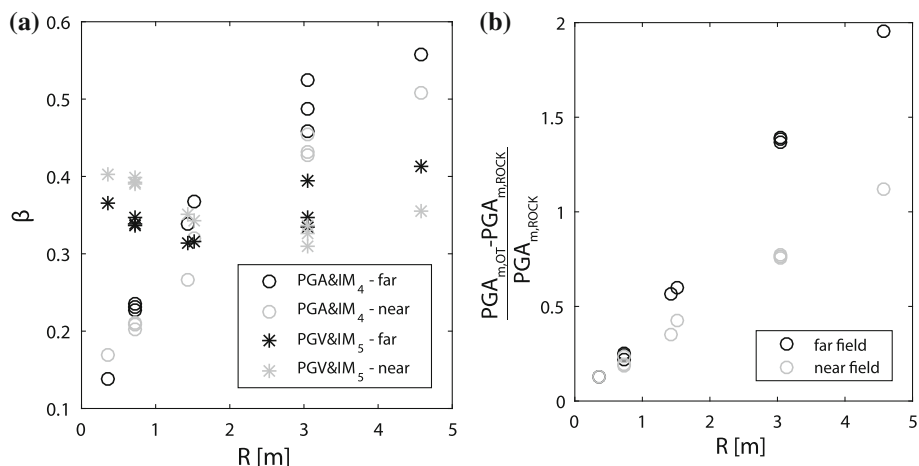 (a)
0.6
0.5
0.4
0.3
0.2
0.1
β
0 1 2 3 4 5
R [m]
PGA&IM4 - far
PGA&IM4 - near
PGV&IM5 - far
PGV&IM5 - near
(b)
2
1.5
1
0.5
0
PGAm,OT-PGAm,ROCK
PGAm,ROCK
0 1 2 3 4 5
R [m]
far field
near field